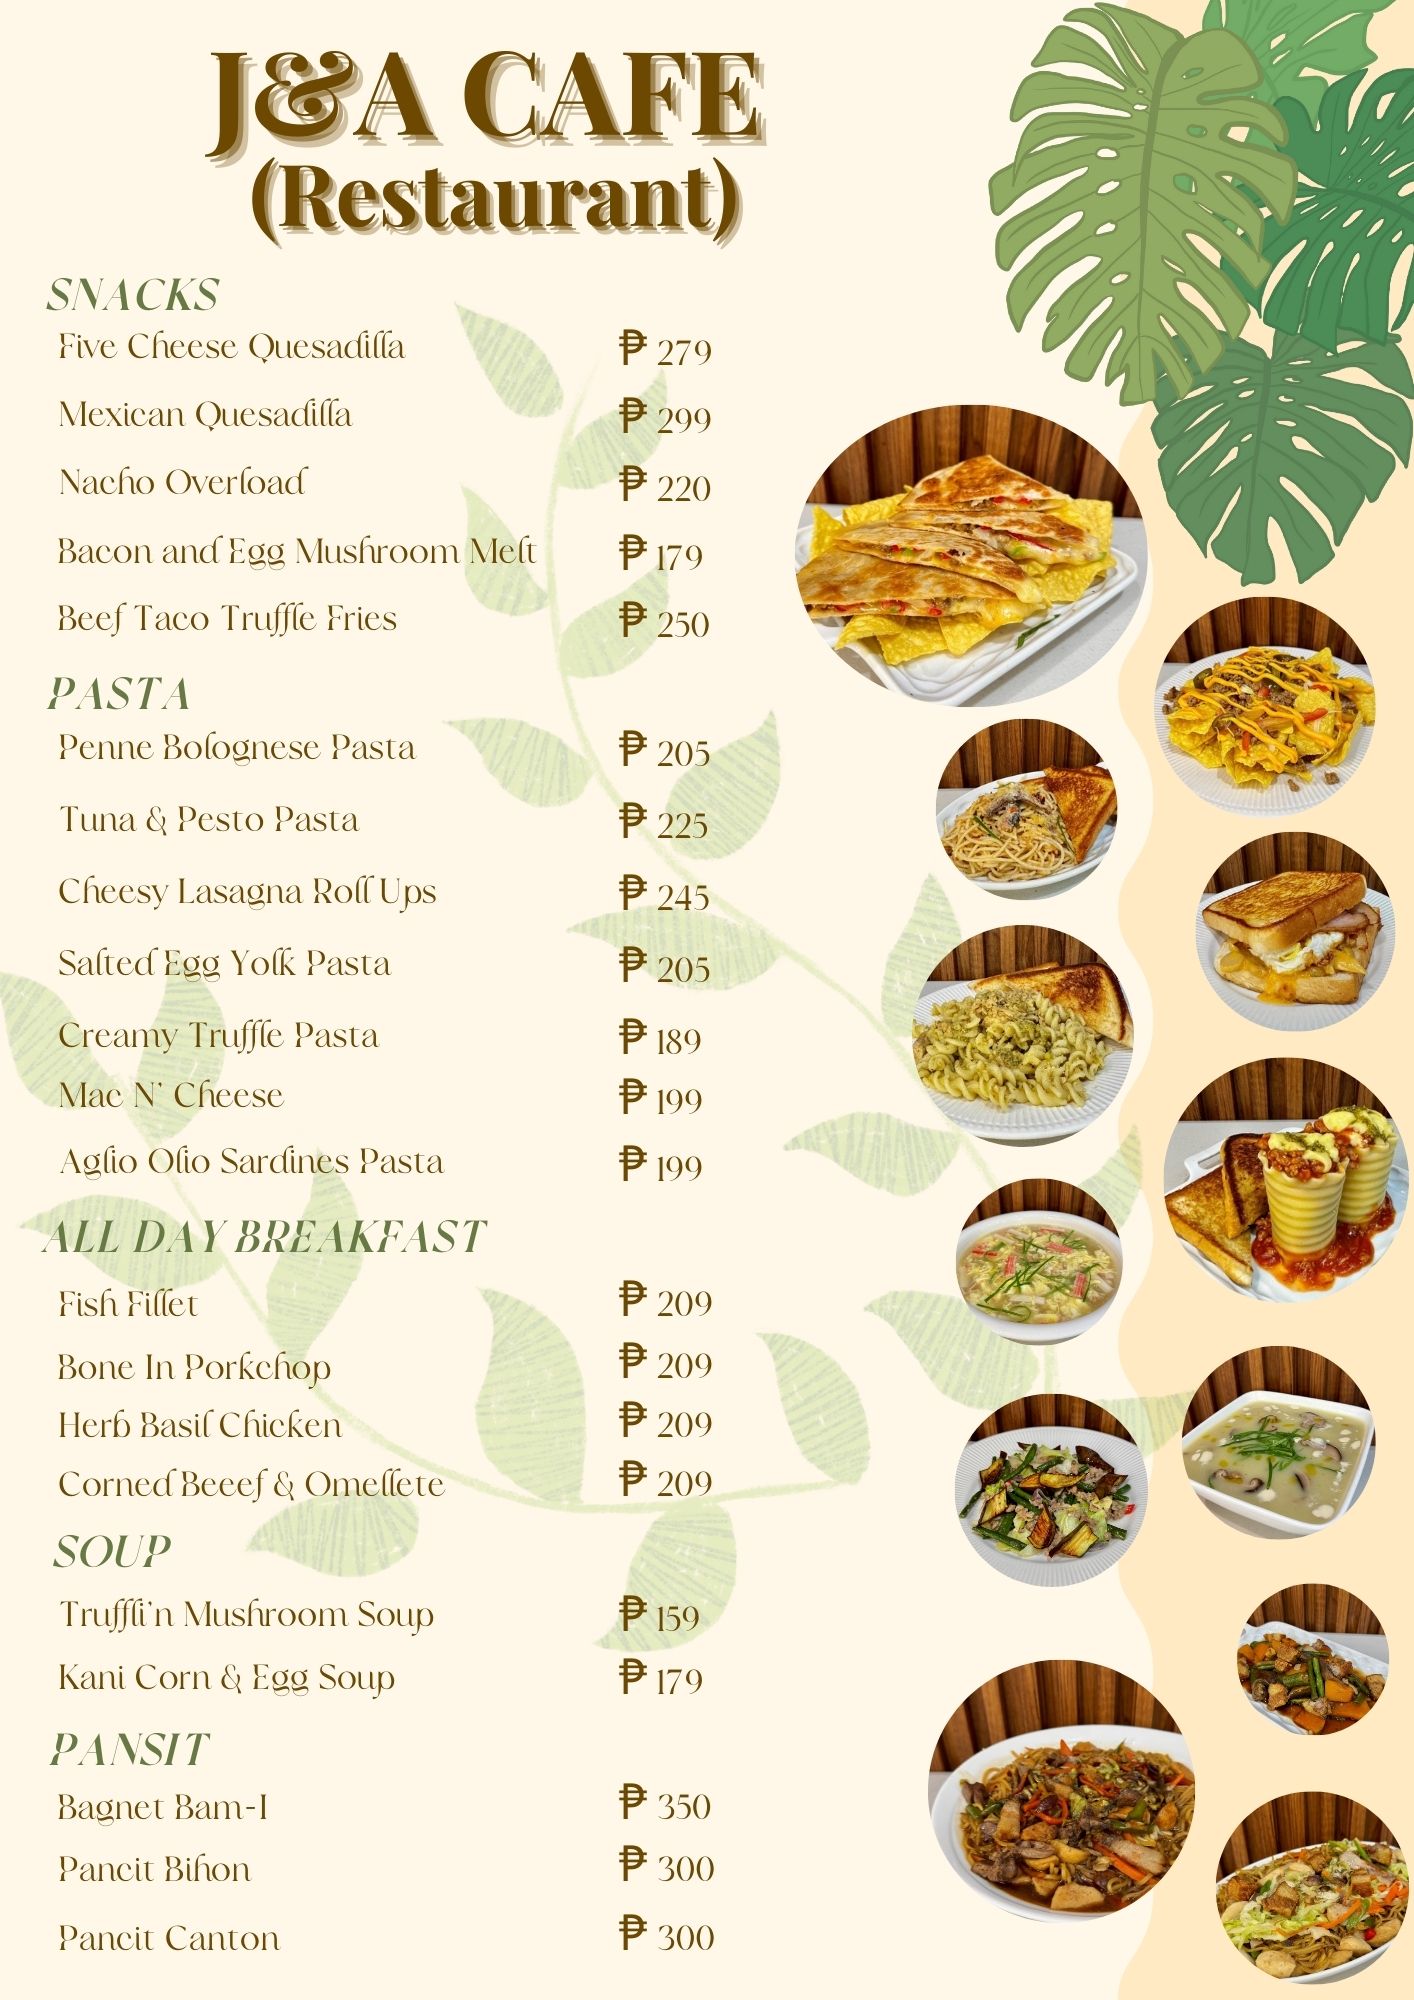 J&A CAFE
(Restaurant)
SNACKS
Five Cheese Quesadilla ₱ 279
Mexican Quesadilla ₱ 299
Nacho Overload ₱ 220
Bacon and Egg Mushroom Melt ₱ 179
Beef Taco Truffle Fries ₱ 250
PASTA
Penne Bolognese Pasta ₱ 205
Tuna & Pesto Pasta ₱ 225
Cheesy Lasagna Roll Ups ₱ 245
Salted Egg Yolk Pasta ₱ 205
Creamy Truffle Pasta ₱ 189
Mac N' Cheese ₱ 199
Aglio Olio Sardines Pasta ₱ 199
ALL DAY BREAKFAST
Fish Fillet ₱ 209
Bone In Porkchop ₱ 209
Herb Basil Chicken ₱ 209
Corned Beeef & Omellete ₱ 209
SOUP
Truffli'n Mushroom Soup ₱ 159
Kani Corn & Egg Soup ₱ 179
PANSIT
Bagnet Bam-I ₱ 350
Pancit Bihon ₱ 300
Pancit Canton ₱ 300